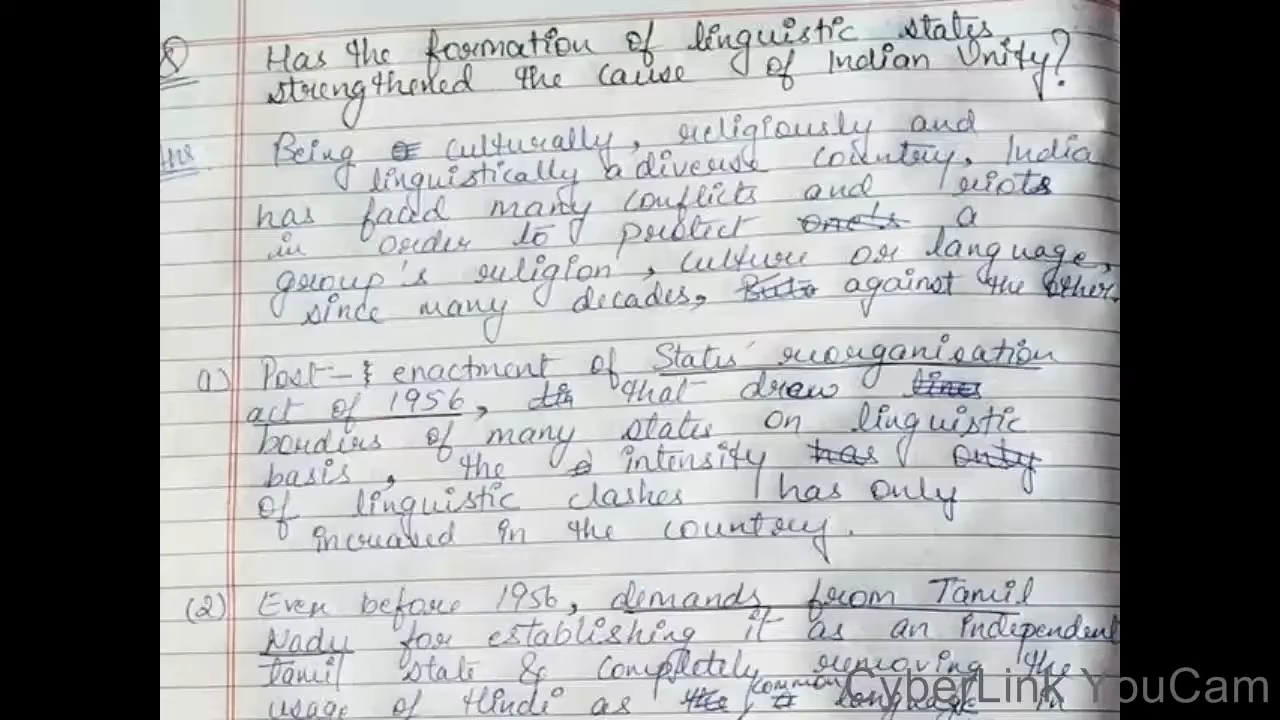 8) Has the formation of linguistic states
strengthened the cause of Indian Unity?
Ans. Being culturally, religiously and
linguistically a diverse country, India
has faced many conflicts and riots
in order to protect one's a
group's religion, culture or language,
since many decades, against the other.
a) Post- enactment of States' reorganisation
act of 1956, that drew lines
borders of many states on linguistic
basis, the intensity has only
of linguistic clashes has only
increased in the country.
(2) Even before 1956, demands from Tamil
Nadu for establishing it as an independent
Tamil State & completely removing the
usage of Hindi as the common language in
CyberLink YouCam